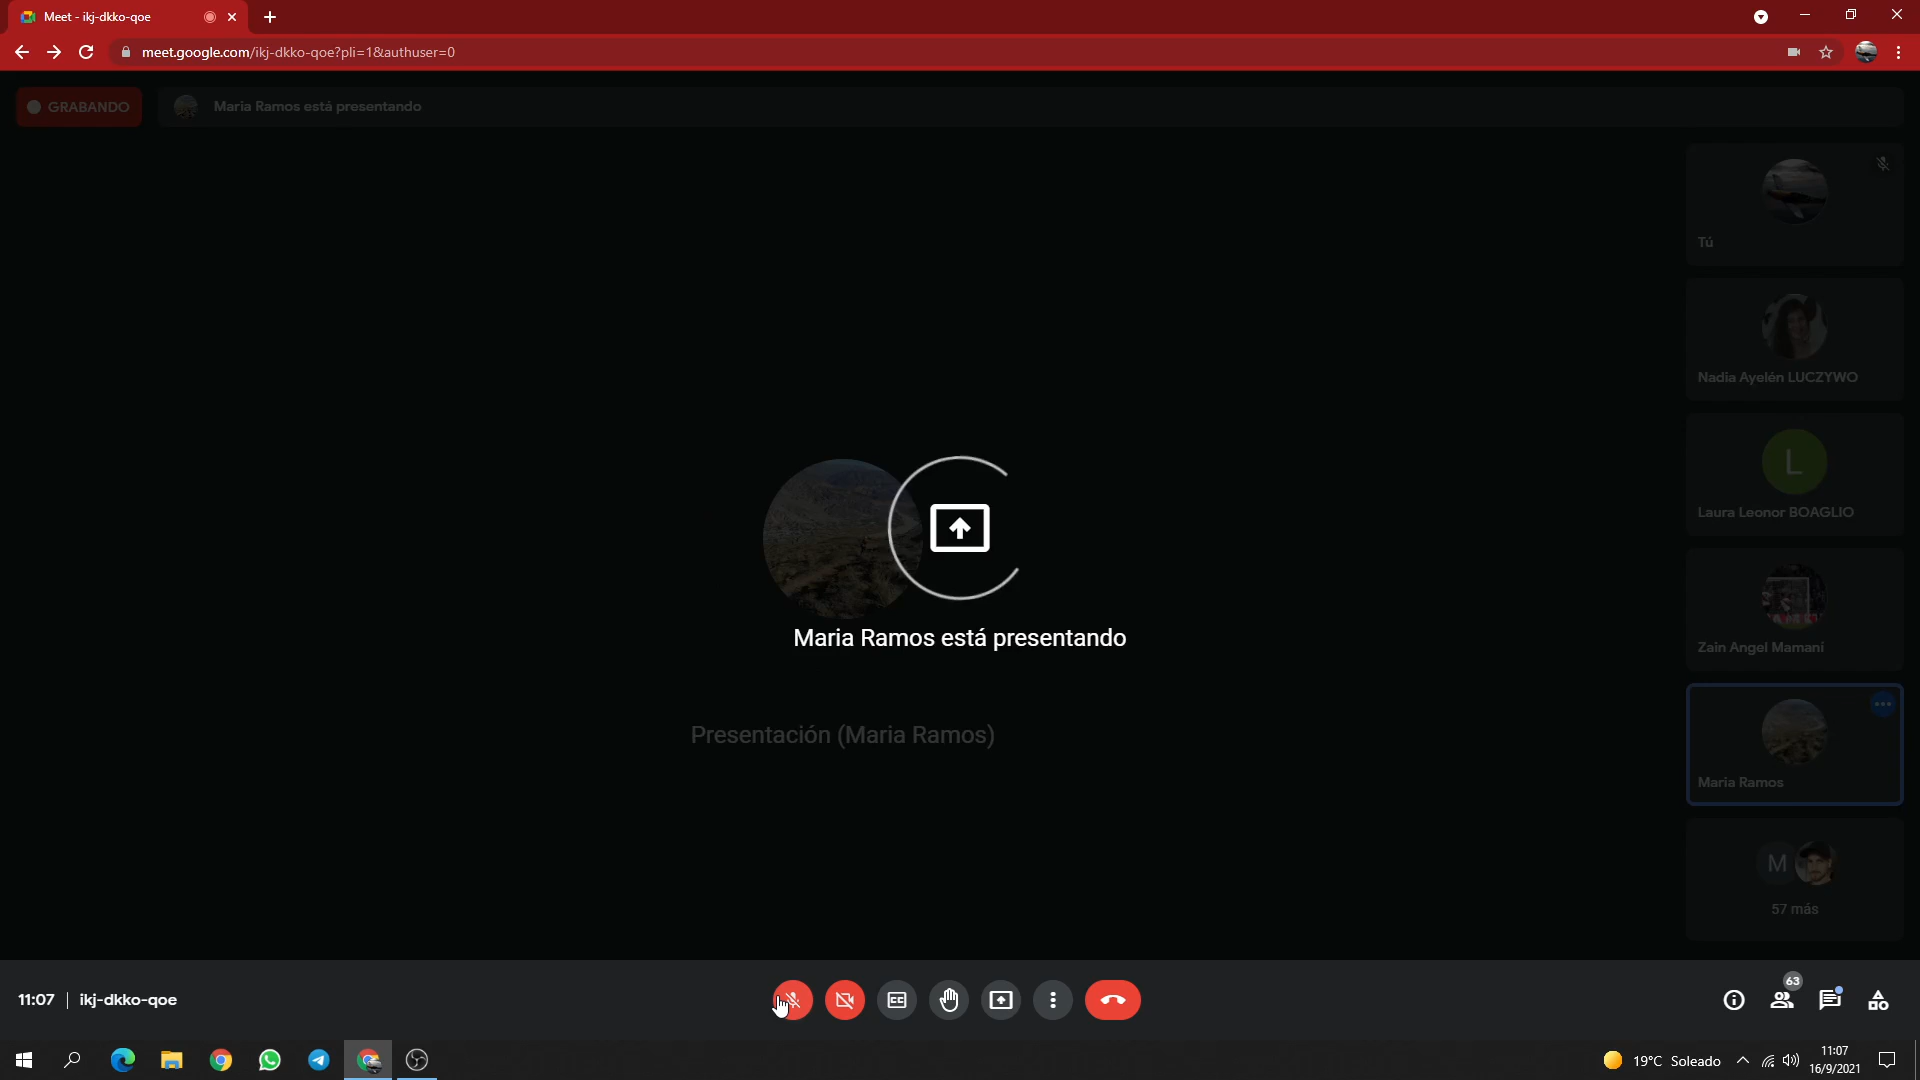 Meet - ikj-dkko-qoe
meet.google.com/ikj-dkko-qoe?pli=1&authuser=0
GRABANDO
Maria Ramos está presentando
Tú
Nadia Ayelén LUCZYWO
L
Laura Leonor BOAGLIO
Zain Angel Mamaní
Maria Ramos está presentando
Presentación (Maria Ramos)
Maria Ramos
M
57 más
11:07 | ikj-dkko-qoe
63
19°C Soleado
11:07
16/9/2021